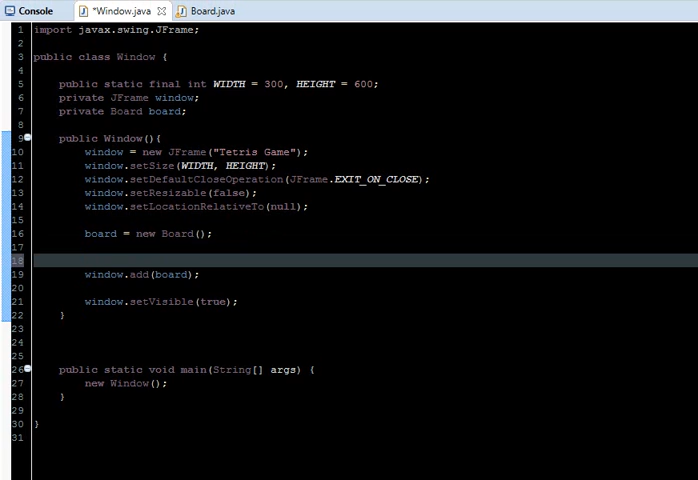 Console
*Window.java
Board.java
1 import javax.swing.JFrame;
2
3 public class Window {
4
5 public static final int WIDTH = 300, HEIGHT = 600;
6 private JFrame window;
7 private Board board;
8
9 public Window(){
10 window = new JFrame("Tetris Game");
11 window.setSize(WIDTH, HEIGHT);
12 window.setDefaultCloseOperation(JFrame.EXIT_ON_CLOSE);
13 window.setResizable(false);
14 window.setLocationRelativeTo(null);
15
16 board = new Board();
17
18
19 window.add(board);
20
21 window.setVisible(true);
22 }
23
24
25
26 public static void main(String[] args) {
27 new Window();
28 }
29
30 }
31